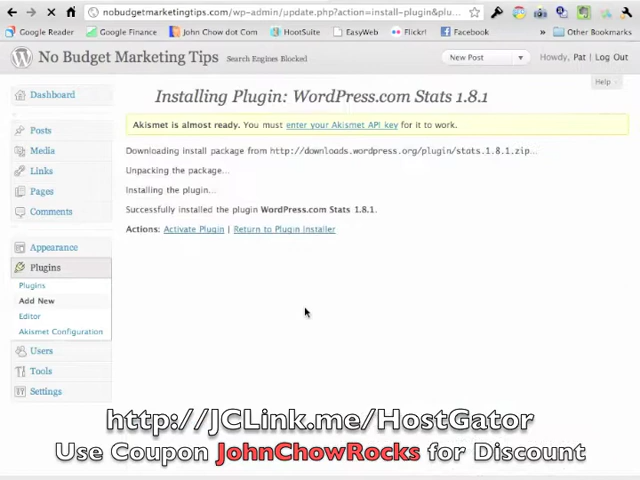 nobudgetmarketingtips.com/wp-admin/update.php?action=install-plugin&plu...
Google Reader Google Finance John Chow dot Com HootSuite EasyWeb Flickr! Facebook » Other Bookmarks
No Budget Marketing Tips Search Engines Blocked New Post Howdy, Pat | Log Out
Help
Dashboard
Posts
Media
Links
Pages
Comments
Appearance
Plugins
Plugins
Add New
Editor
Akismet Configuration
Users
Tools
Settings
Installing Plugin: WordPress.com Stats 1.8.1
Akismet is almost ready. You must enter your Akismet API key for it to work.
Downloading install package from http://downloads.wordpress.org/plugin/stats.1.8.1.zip...
Unpacking the package...
Installing the plugin...
Successfully installed the plugin WordPress.com Stats 1.8.1.
Actions: Activate Plugin | Return to Plugin Installer
http://JCLink.me/HostGator
Use Coupon JohnChowRocks for Discount